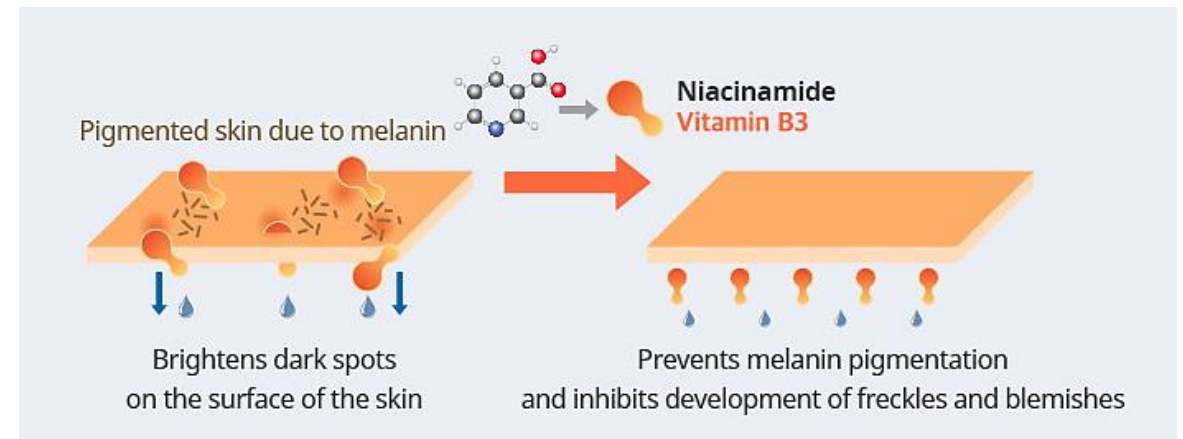 Niacinamide
Vitamin B3
Pigmented skin due to melanin
Brightens dark spots
on the surface of the skin
Prevents melanin pigmentation
and inhibits development of freckles and blemishes